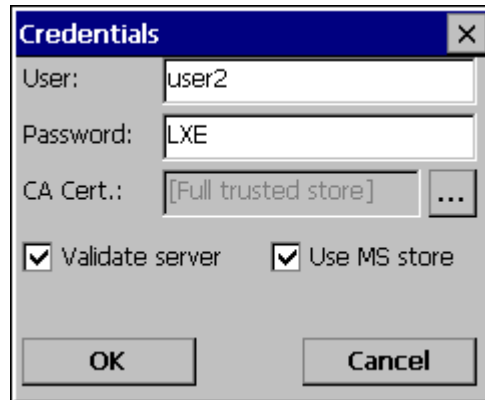 Credentials
User: user2
Password: LXE
CA Cert.: [Full trusted store] ...
Validate server Use MS store
OK Cancel